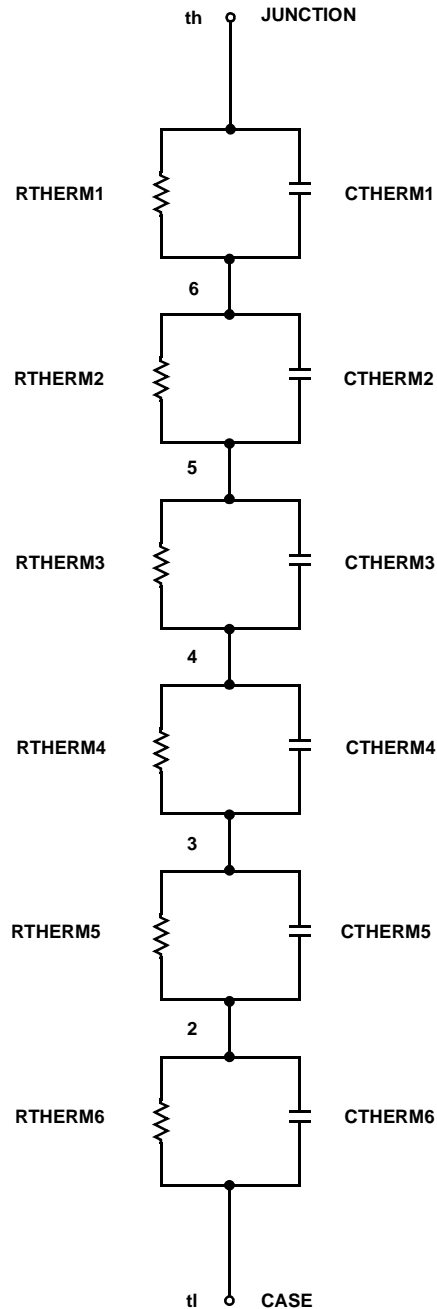 th JUNCTION
RTHERM1 CTHERM1
6
RTHERM2 CTHERM2
5
RTHERM3 CTHERM3
4
RTHERM4 CTHERM4
3
RTHERM5 CTHERM5
2
RTHERM6 CTHERM6
tl CASE